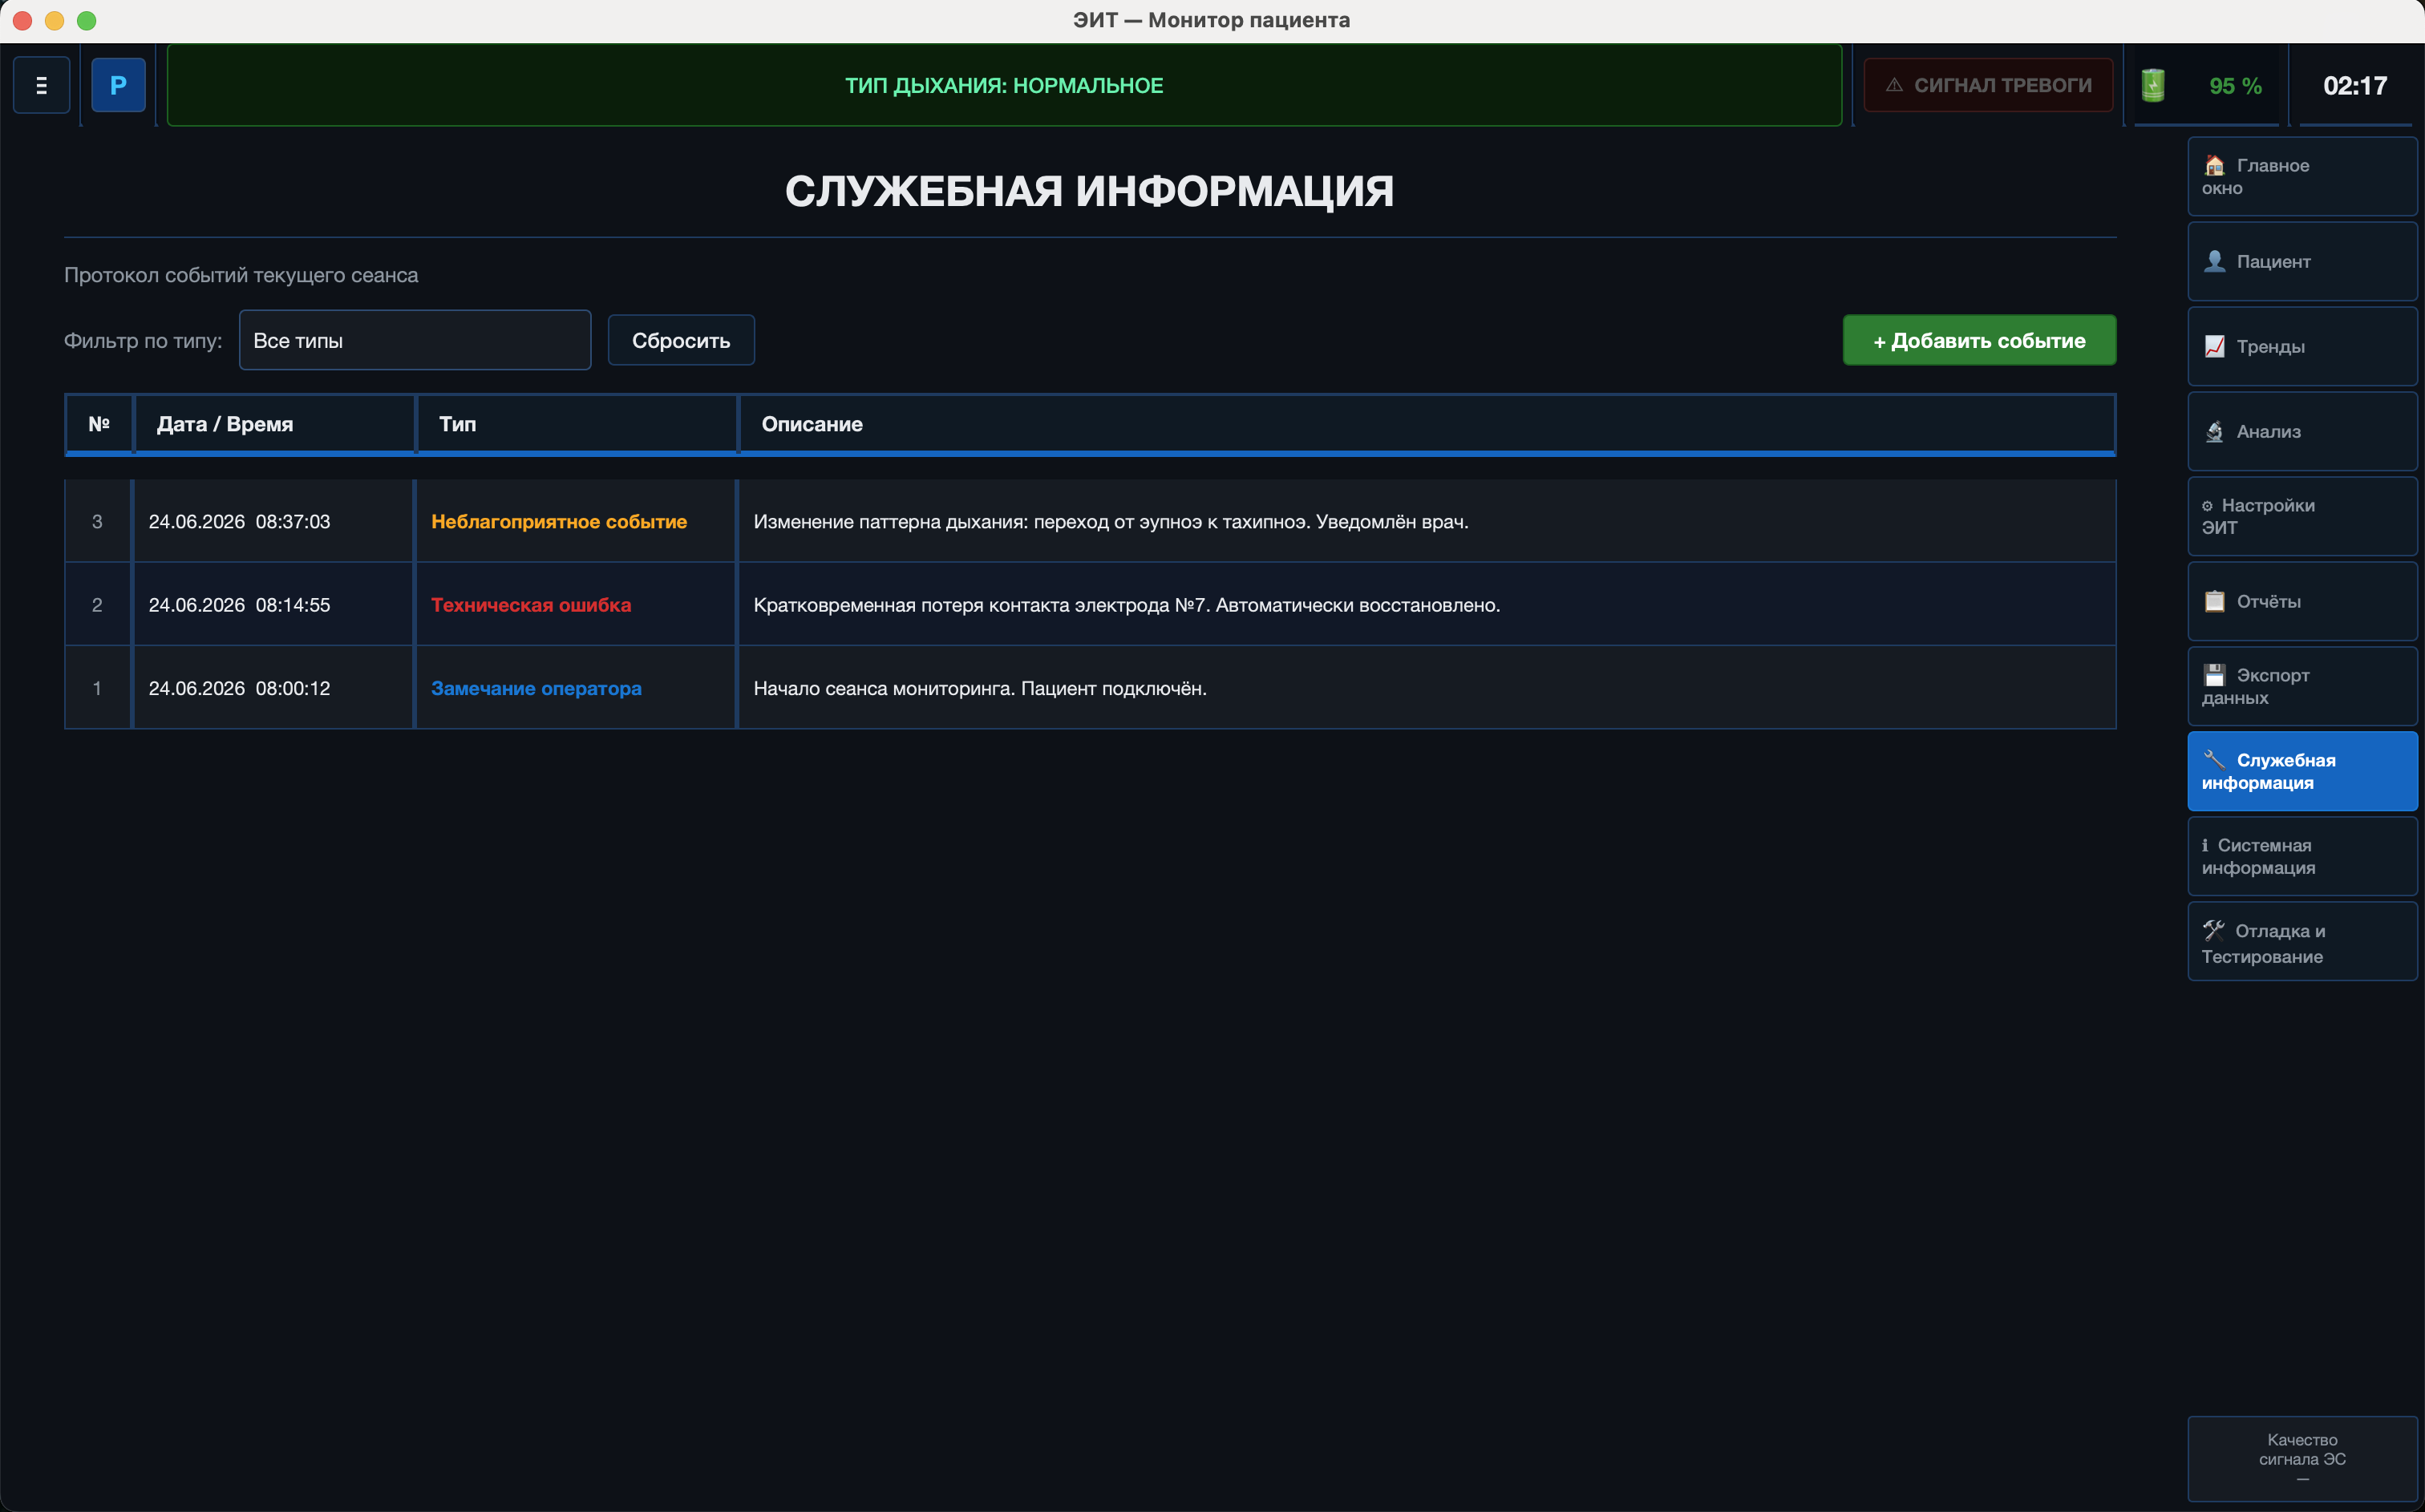 ЭИТ — Монитор пациента
P
ТИП ДЫХАНИЯ: НОРМАЛЬНОЕ
⚠ СИГНАЛ ТРЕВОГИ
95 %
02:17
СЛУЖЕБНАЯ ИНФОРМАЦИЯ
Протокол событий текущего сеанса
Фильтр по типу:
Все типы
Сбросить
+ Добавить событие
№ Дата / Время Тип Описание
3 24.06.2026 08:37:03 Неблагоприятное событие Изменение паттерна дыхания: переход от эупноэ к тахипноэ. Уведомлён врач.
2 24.06.2026 08:14:55 Техническая ошибка Кратковременная потеря контакта электрода №7. Автоматически восстановлено.
1 24.06.2026 08:00:12 Замечание оператора Начало сеанса мониторинга. Пациент подключён.
Главное
окно
Пациент
Тренды
Анализ
Настройки
ЭИТ
Отчёты
Экспорт
данных
Служебная
информация
ℹ Системная
информация
Отладка и
Тестирование
Качество
сигнала ЭС
—